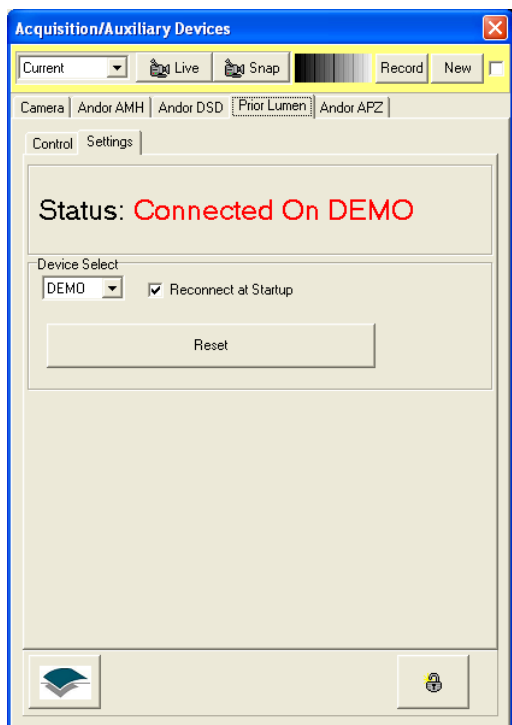 Acquisition/Auxiliary Devices
Current Live Snap Record New
Camera Andor AMH Andor DSD Prior Lumen Andor APZ
Control Settings
Status: Connected On DEMO
Device Select
DEMO Reconnect at Startup
Reset